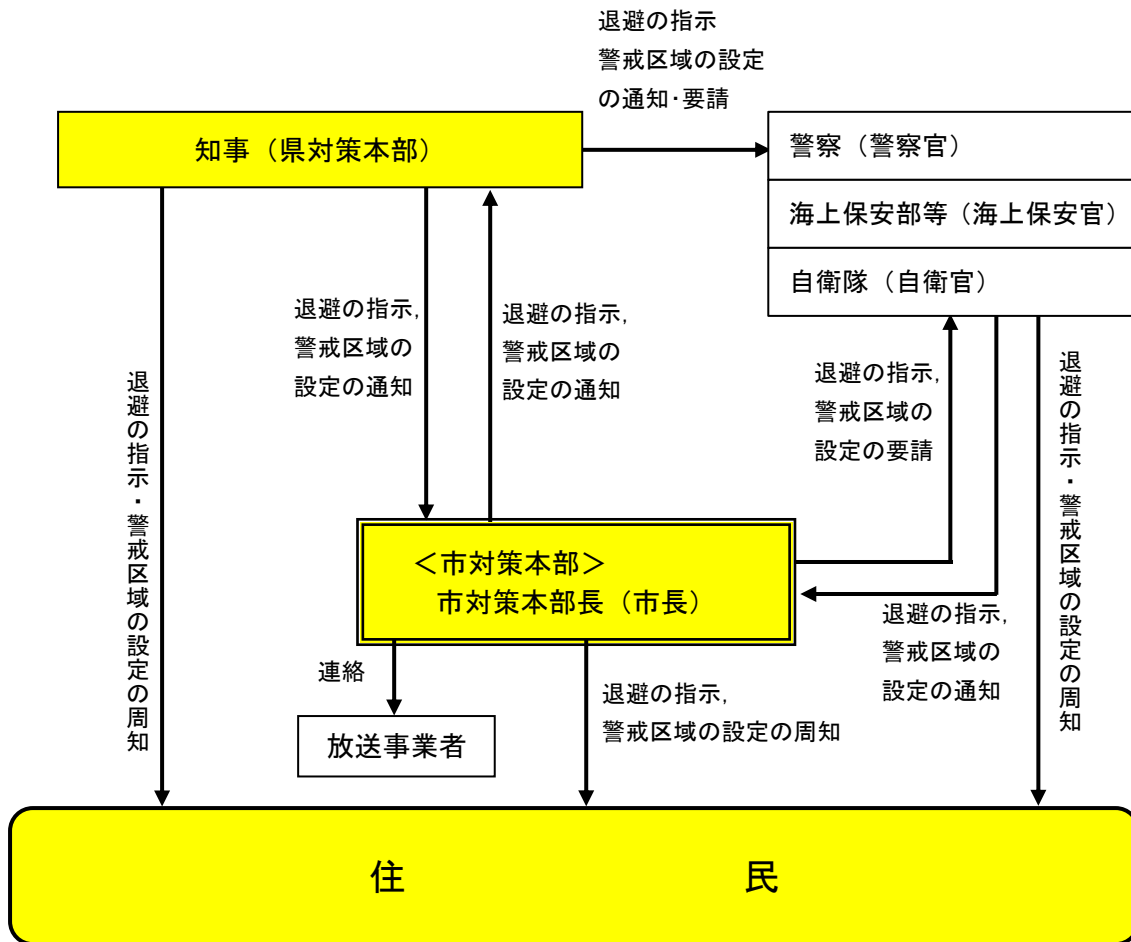 退避の指示
警戒区域の設定
の通知・要請
知事（県対策本部）
警察（警察官）
海上保安部等（海上保安官）
自衛隊（自衛官）
退避の指示,
警戒区域の
設定の通知
退避の指示,
警戒区域の
設定の通知
退避の指示,
警戒区域の
設定の要請
退避の指示・警戒区域の設定の周知
退避の指示・警戒区域の設定の周知
＜市対策本部＞
市対策本部長（市長）
退避の指示,
警戒区域の
設定の通知
連絡
退避の指示,
警戒区域の設定の周知
放送事業者
住　民